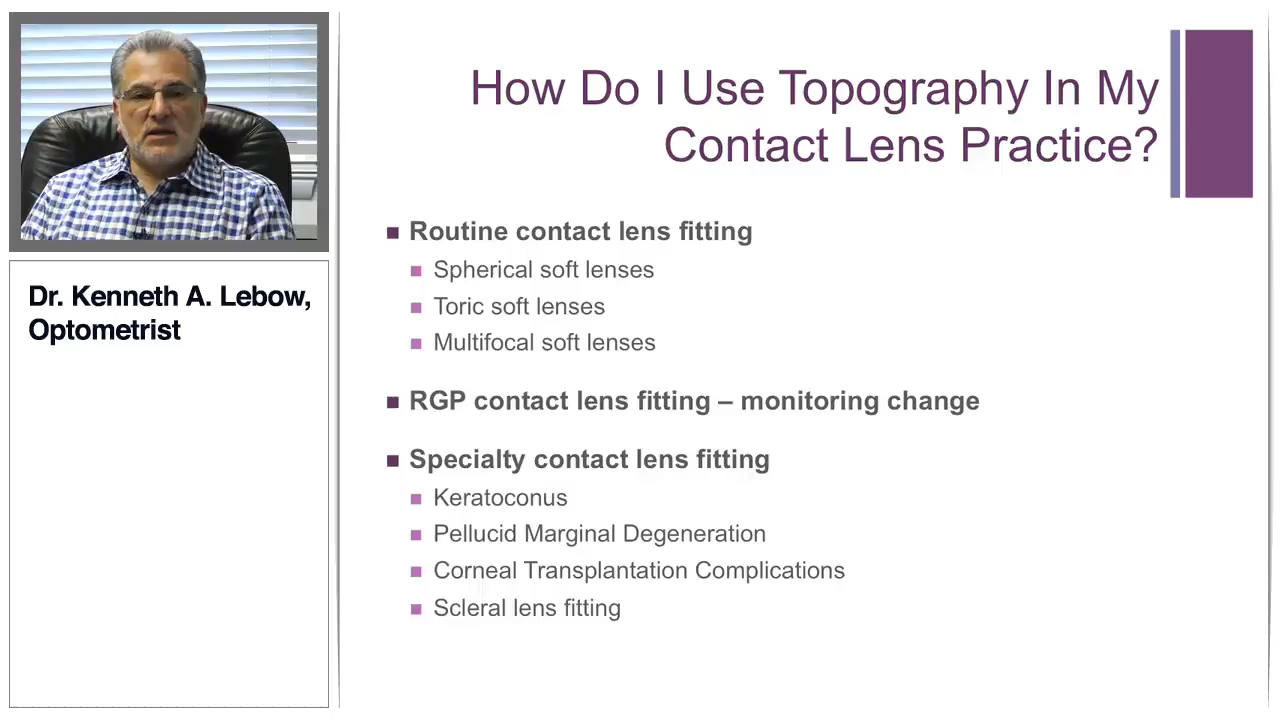 How Do I Use Topography In My
Contact Lens Practice?
Dr. Kenneth A. Lebow,
Optometrist
Routine contact lens fitting
Spherical soft lenses
Toric soft lenses
Multifocal soft lenses
RGP contact lens fitting – monitoring change
Specialty contact lens fitting
Keratoconus
Pellucid Marginal Degeneration
Corneal Transplantation Complications
Scleral lens fitting